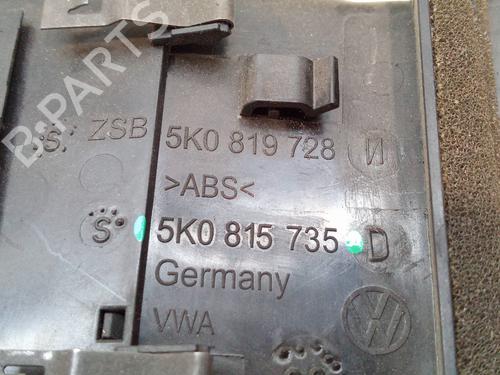 B-PARTS
S ZSB 5K0 819 728 N
>ABS<
S 5K0 815 735 D
Germany
VWA